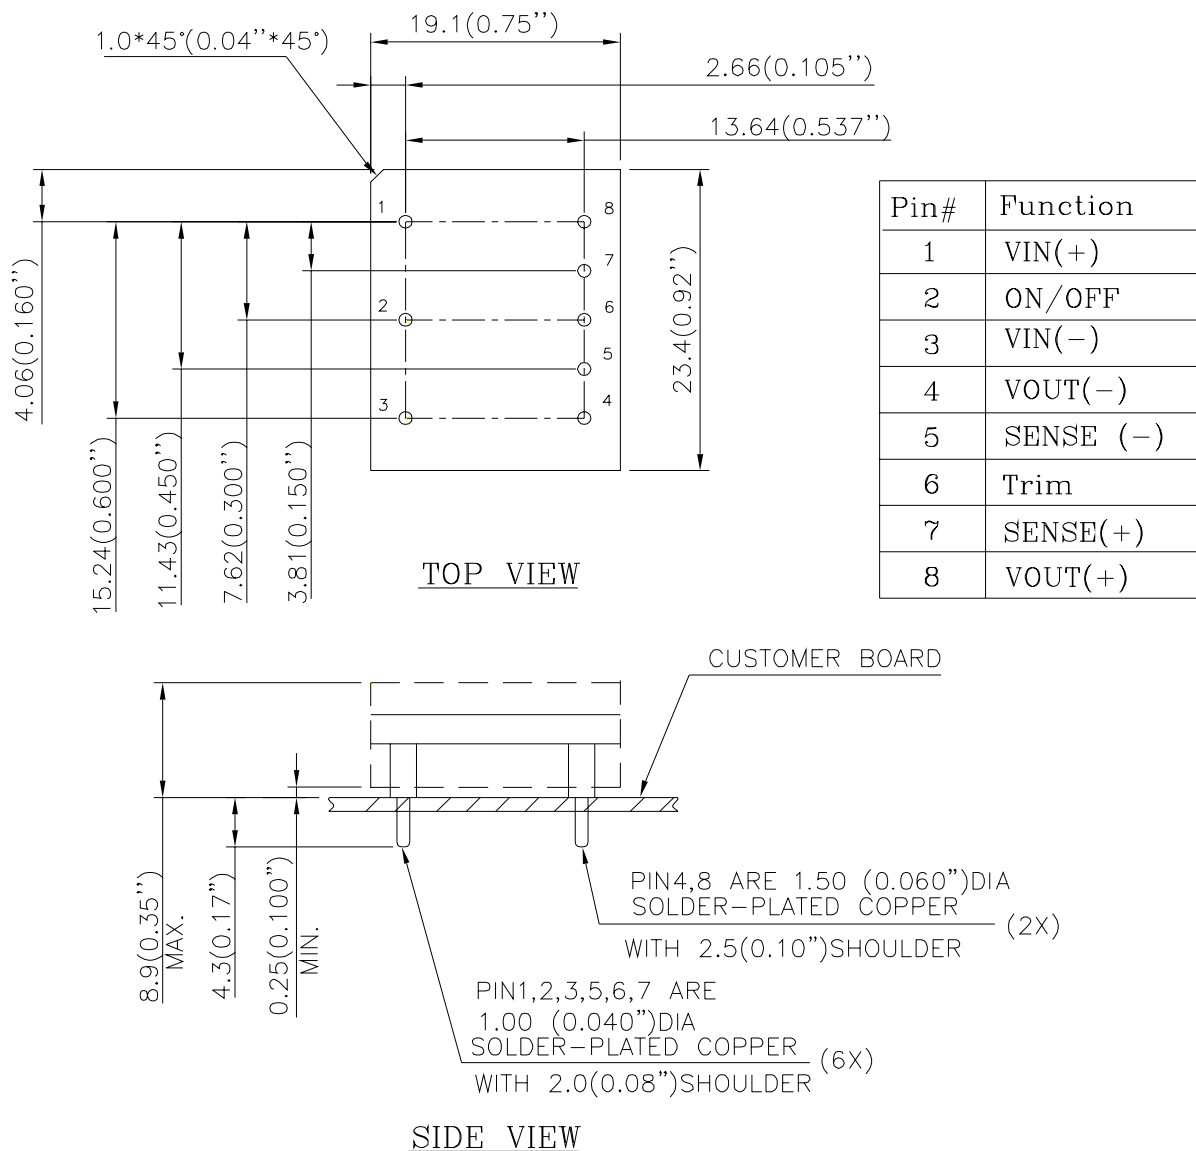 19.1(0.75'')
1.0*45°(0.04''*45°)
2.66(0.105'')
13.64(0.537'')
1
8
7
2
6
5
3
4
4.06(0.160'')
15.24(0.600'')
11.43(0.450'')
7.62(0.300'')
3.81(0.150'')
23.4(0.92'')
TOP VIEW
Pin# Function
1 VIN(+)
2 ON/OFF
3 VIN(-)
4 VOUT(-)
5 SENSE (-)
6 Trim
7 SENSE(+)
8 VOUT(+)
CUSTOMER BOARD
8.9(0.35'')
MAX.
4.3(0.17")
0.25(0.100")
MIN.
PIN4,8 ARE 1.50 (0.060")DIA
SOLDER-PLATED COPPER
(2X)
WITH 2.5(0.10")SHOULDER
PIN1,2,3,5,6,7 ARE
1.00 (0.040")DIA
SOLDER-PLATED COPPER
(6X)
WITH 2.0(0.08")SHOULDER
SIDE VIEW